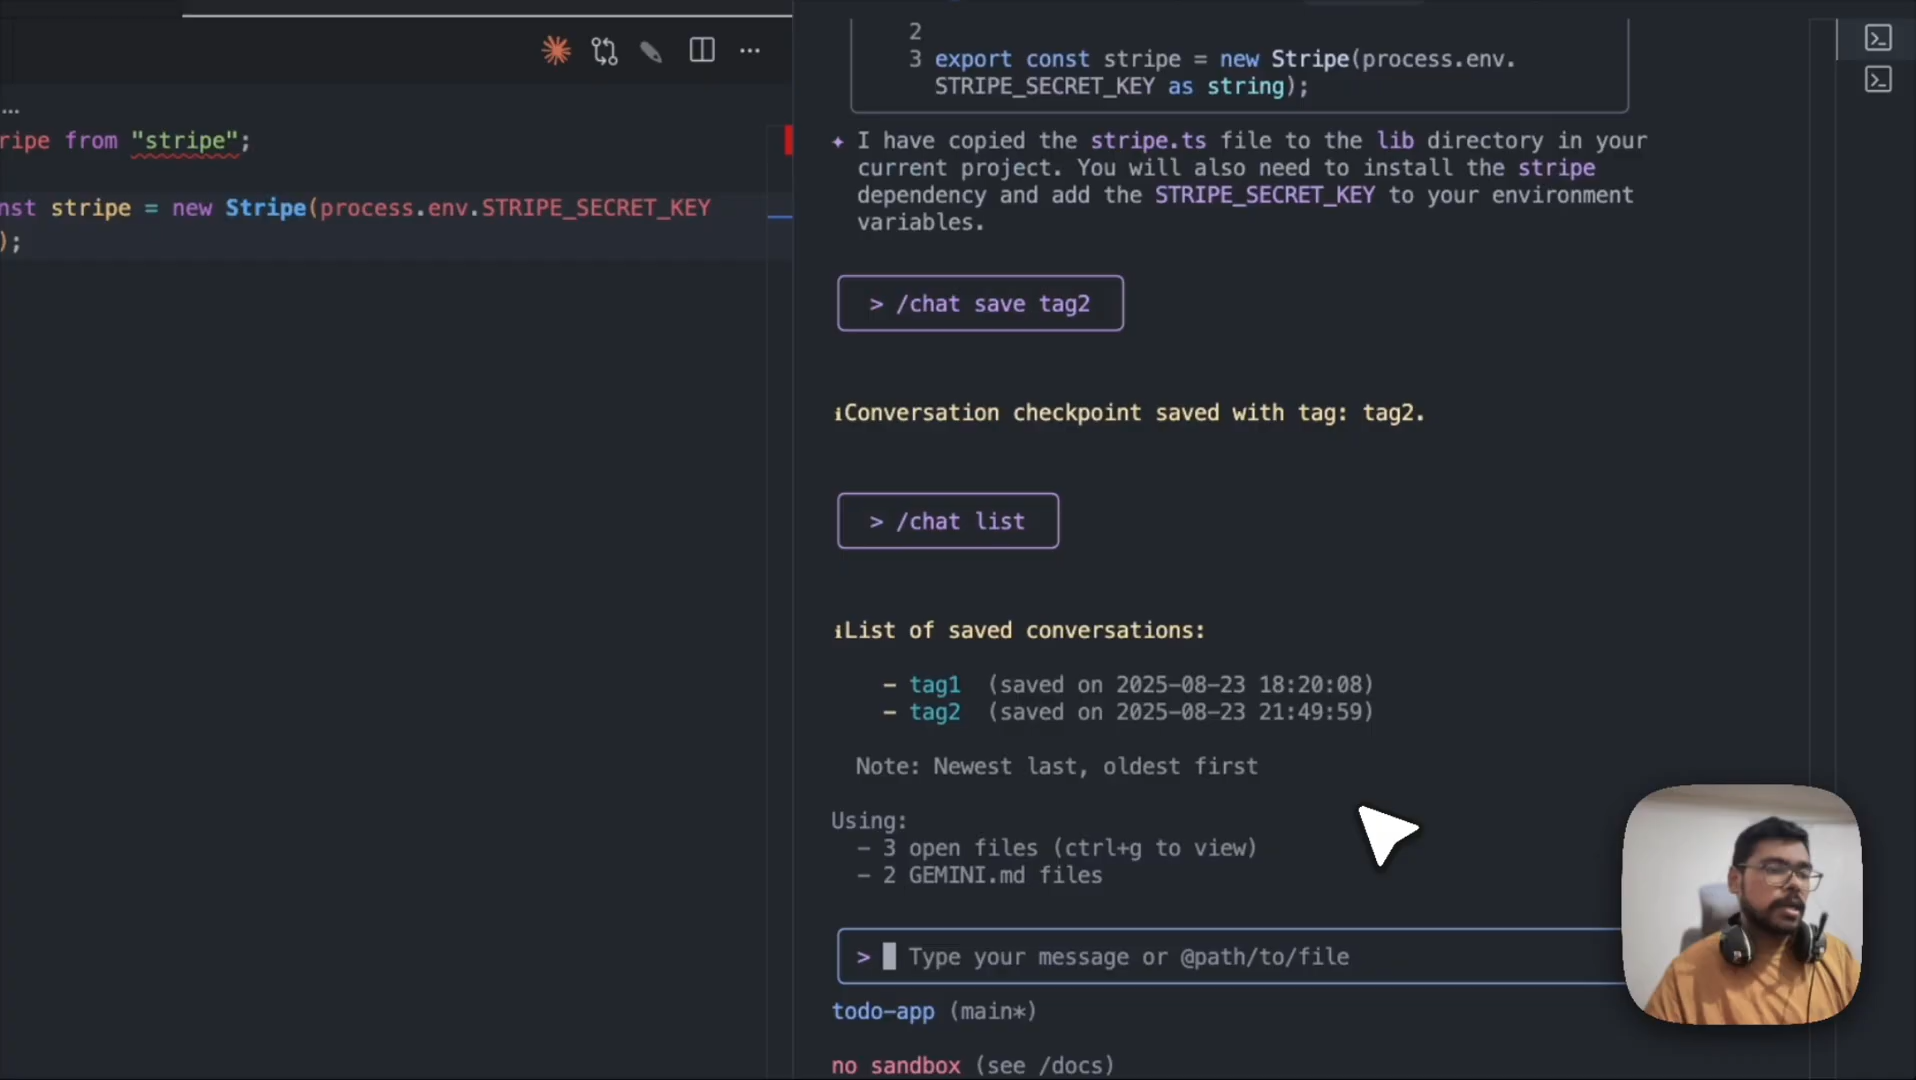 ...
ripe from "stripe";
nst stripe = new Stripe(process.env.STRIPE_SECRET_KEY
);
2
3 export const stripe = new Stripe(process.env.
STRIPE_SECRET_KEY as string);
✦ I have copied the stripe.ts file to the lib directory in your
current project. You will also need to install the stripe
dependency and add the STRIPE_SECRET_KEY to your environment
variables.
> /chat save tag2
ℹConversation checkpoint saved with tag: tag2.
> /chat list
ℹList of saved conversations:
– tag1 (saved on 2025-08-23 18:20:08)
– tag2 (saved on 2025-08-23 21:49:59)
Note: Newest last, oldest first
Using:
– 3 open files (ctrl+g to view)
– 2 GEMINI.md files
> Type your message or @path/to/file
todo-app (main*)
no sandbox (see /docs)